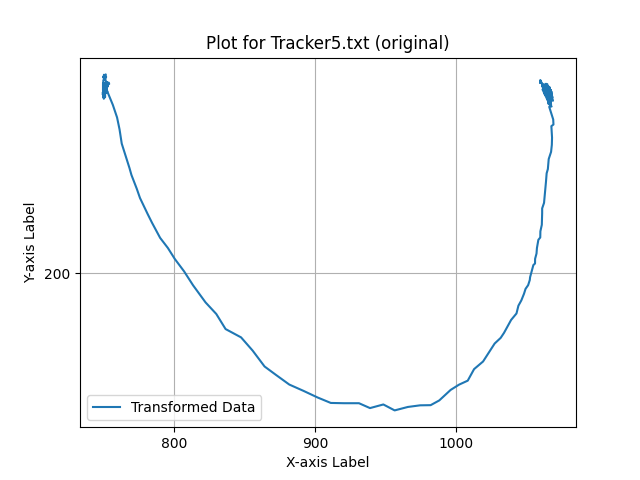 Plot for Tracker5.txt (original)
Y-axis Label
200
Transformed Data
800
900
1000
X-axis Label